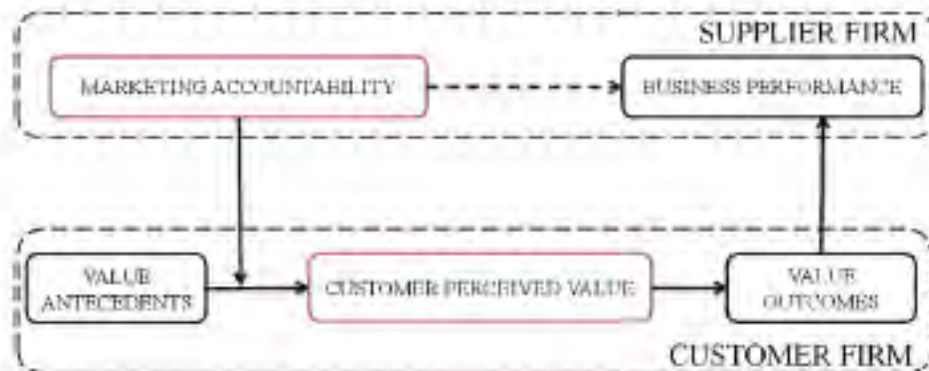 SUPPLIER FIRM
MARKETING ACCOUNTABILITY
BUSINESS PERFORMANCE
VALUE
ANTECEDENTS
CUSTOMER PERCEIVED VALUE
VALUE
OUTCOMES
CUSTOMER FIRM